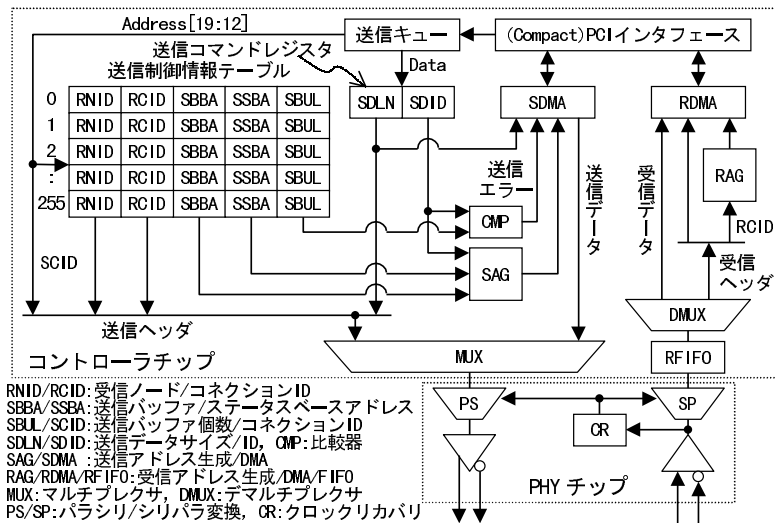 Address[19:12]
送信キュー
(Compact)PCIインタフェース
送信コマンドレジスタ
送信制御情報テーブル
Data
0 RNID RCID SBBA SSBA SBUL
1 RNID RCID SBBA SSBA SBUL
2 RNID RCID SBBA SSBA SBUL
: RNID RCID SBBA SSBA SBUL
255 RNID RCID SBBA SSBA SBUL
SDLN SDID
SDMA
RDMA
送信エラー
送信データ
受信データ
RAG
CMP
RCID
SCID
SAG
受信ヘッダ
DMUX
送信ヘッダ
コントローラチップ
MUX
RFIFO
PS
SP
CR
PHY チップ
RNID/RCID:受信ノード/コネクションID
SBBA/SSBA:送信バッファ/ステータスベースアドレス
SBUL/SCID:送信バッファ個数/コネクションID
SDLN/SDID:送信データサイズ/ID, CMP:比較器
SAG/SDMA :送信アドレス生成/DMA
RAG/RDMA/RFIFO:受信アドレス生成/DMA/FIFO
MUX:マルチプレクサ, DMUX:デマルチプレクサ
PS/SP:パラシリ/シリパラ変換, CR:クロックリカバリ